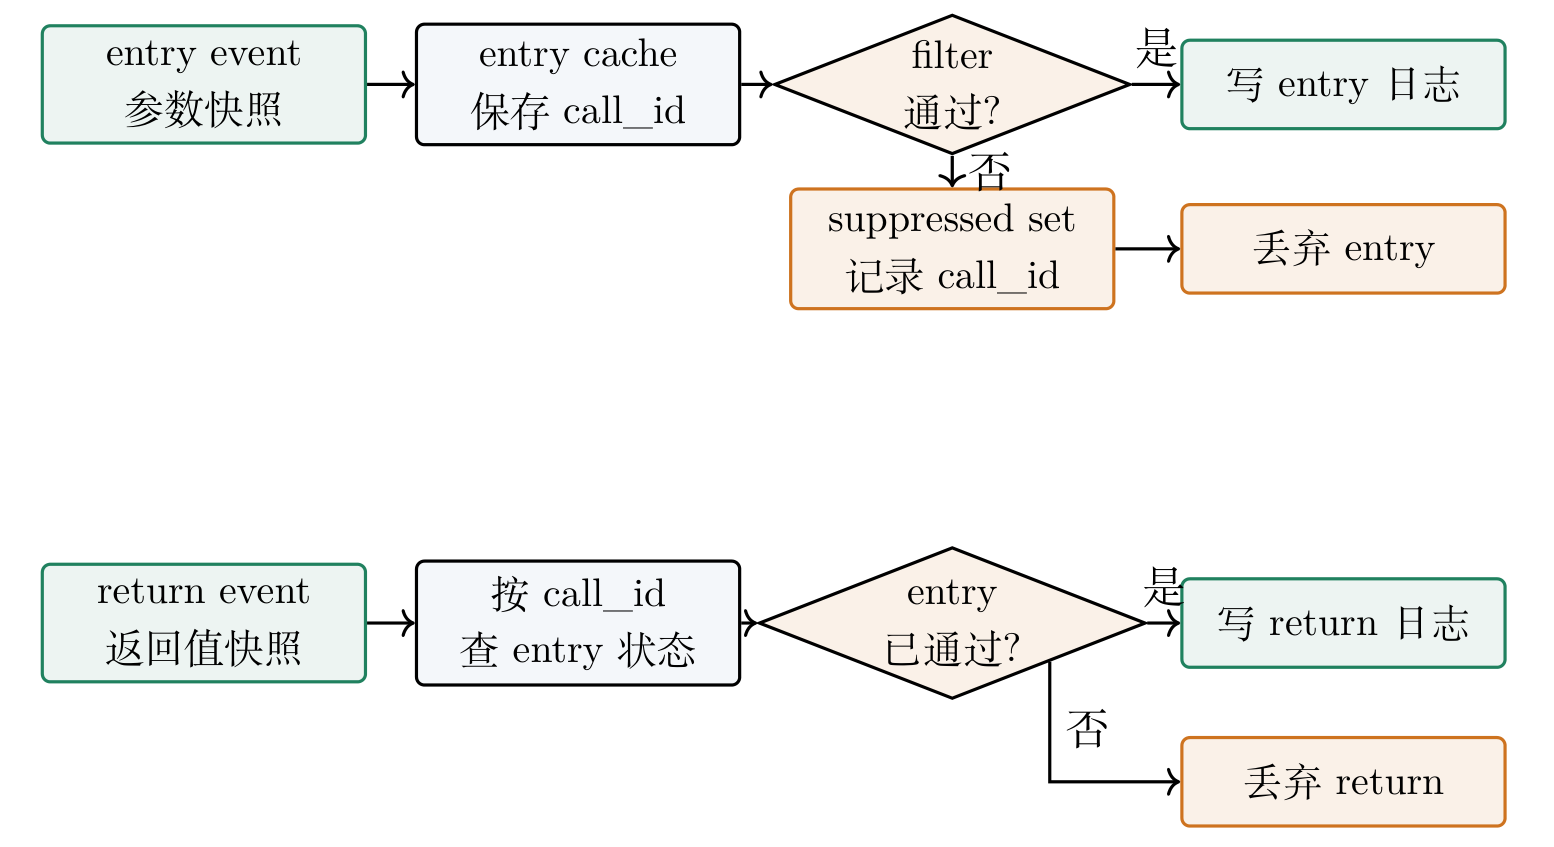 entry event
参数快照
entry cache
保存 call_id
filter
通过?
是
写 entry 日志
否
suppressed set
记录 call_id
丢弃 entry
return event
返回值快照
按 call_id
查 entry 状态
entry
已通过?
是
写 return 日志
否
丢弃 return